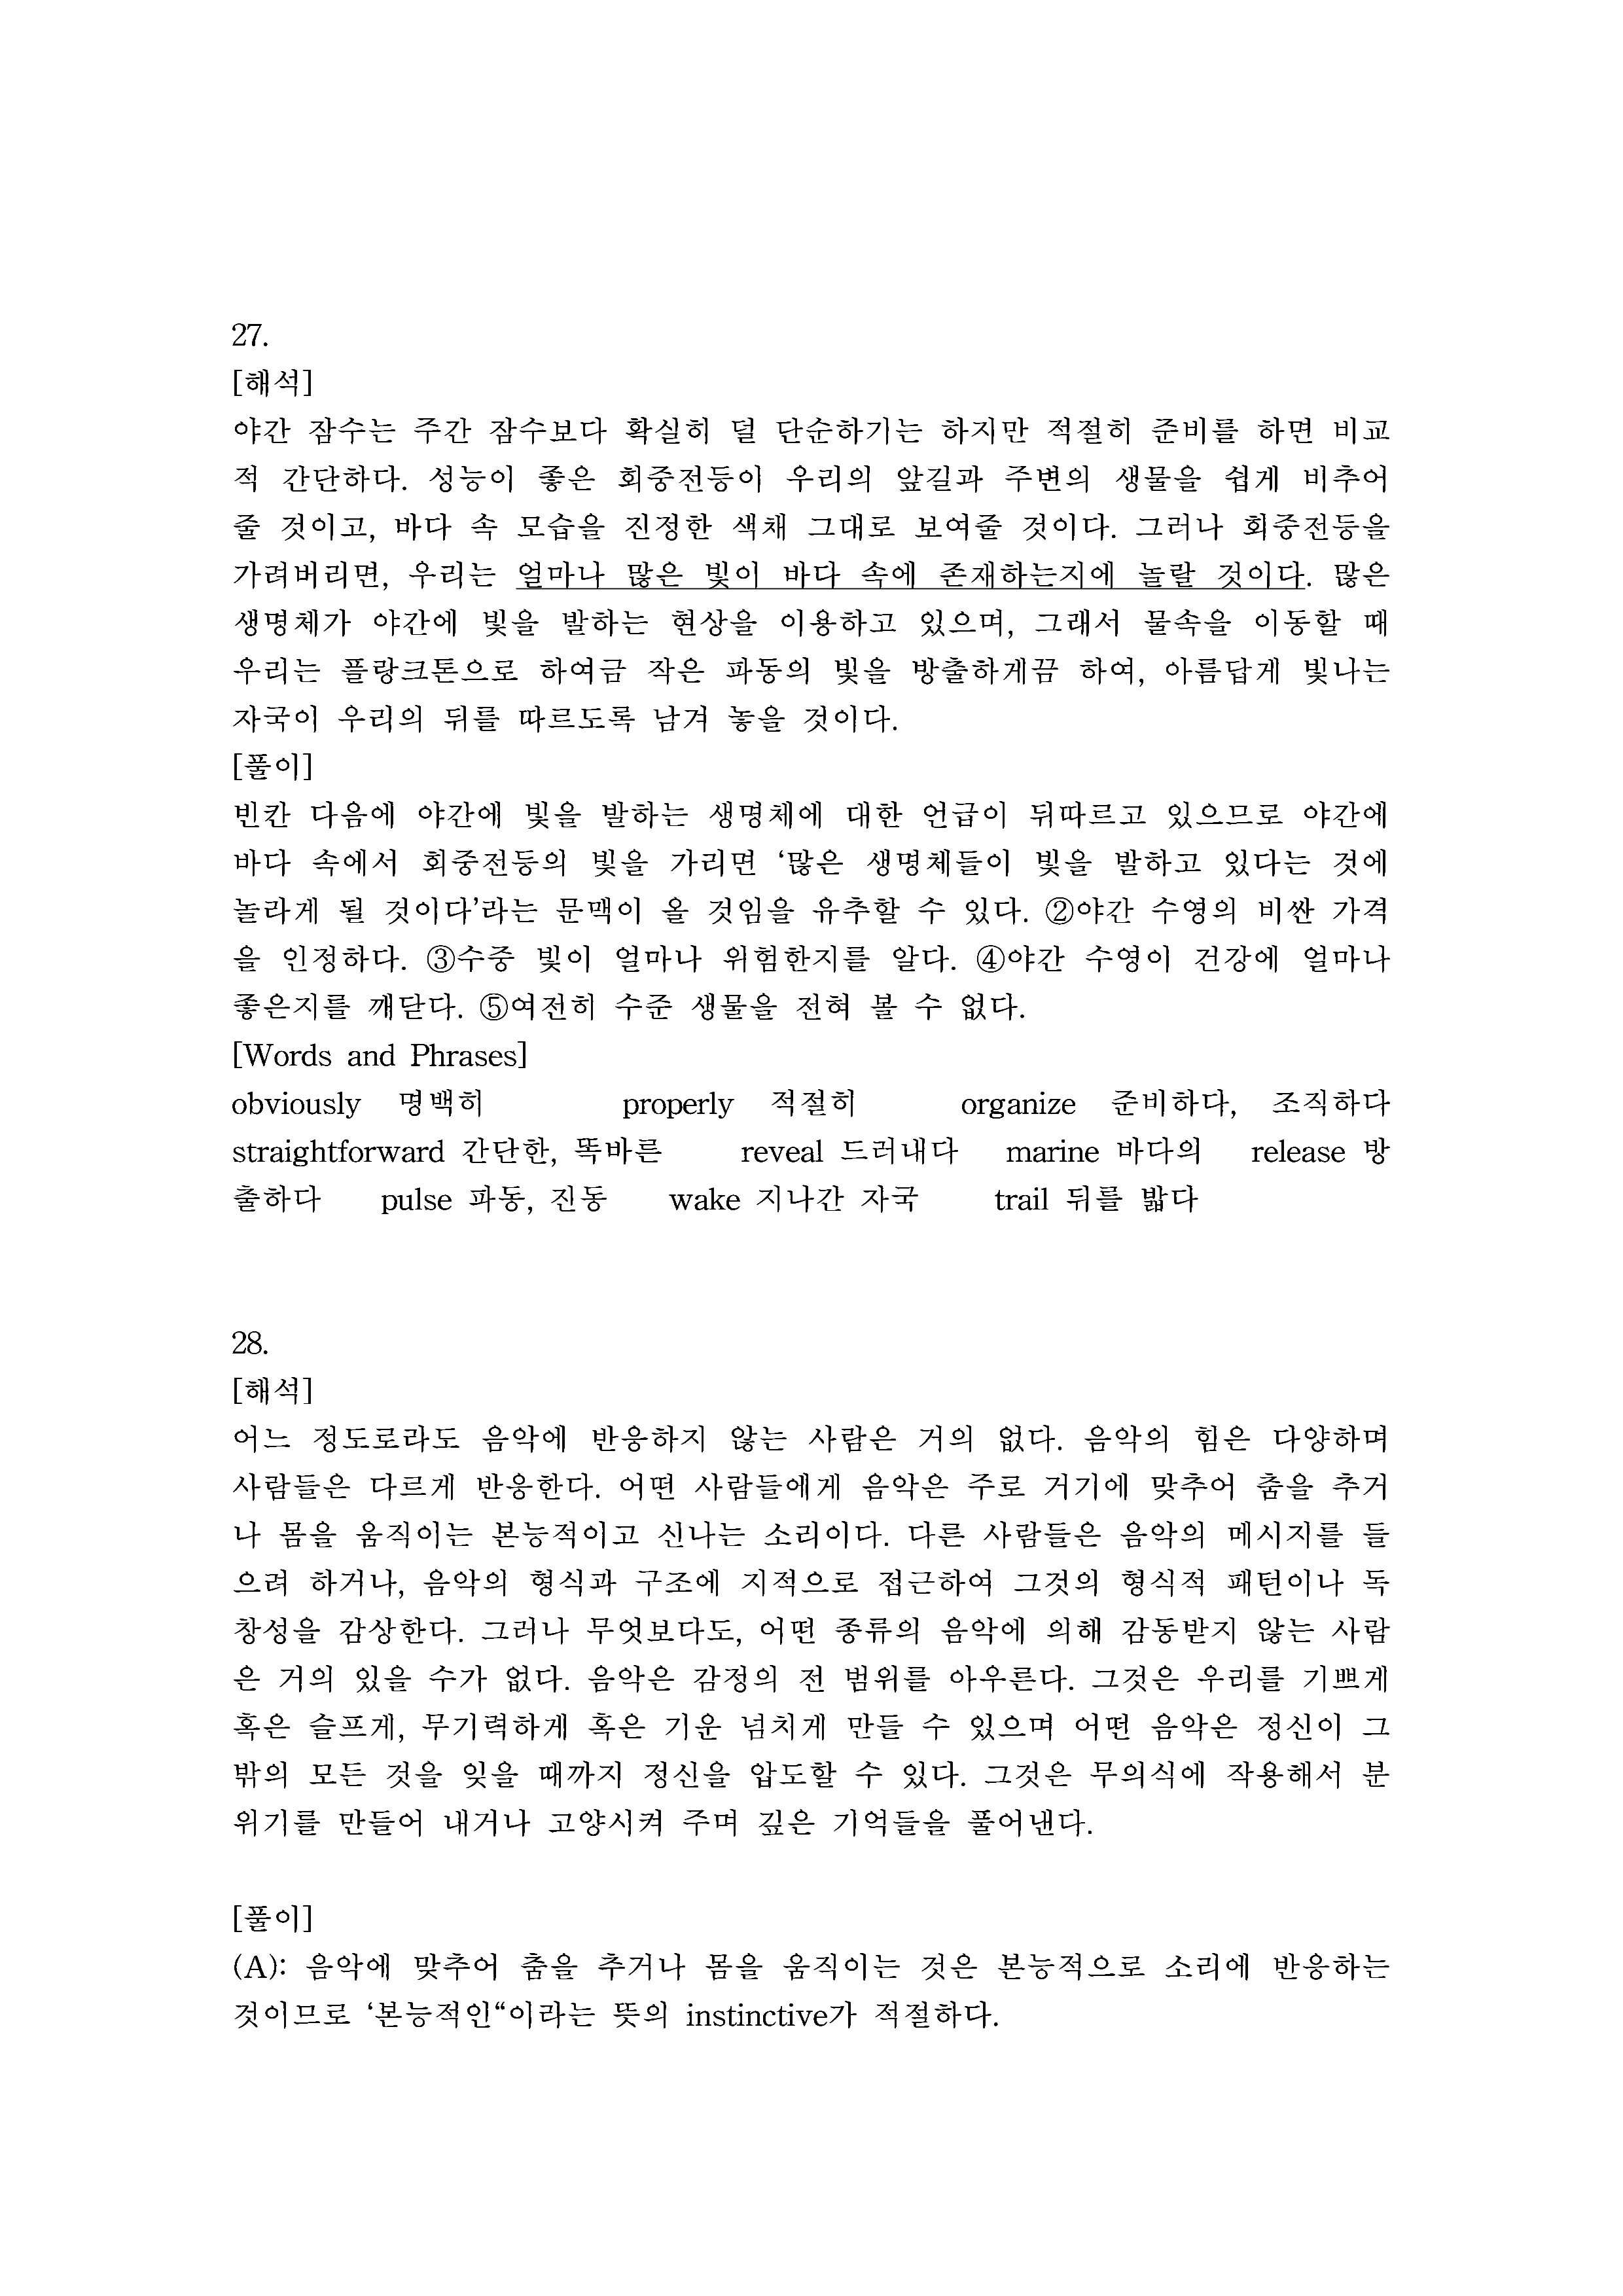 27.
[해석]
야간 잠수는 주간 잠수보다 확실히 덜 단순하기는 하지만 적절히 준비를 하면 비교
적 간단하다. 성능이 좋은 회중전등이 우리의 앞길과 주변의 생물을 쉽게 비추어
줄 것이고, 바다 속 모습을 진정한 색채 그대로 보여줄 것이다. 그러나 회중전등을
가려버리면, 우리는 얼마나 많은 빛이 바다 속에 존재하는지에 놀랄 것이다. 많은
생명체가 야간에 빛을 발하는 현상을 이용하고 있으며, 그래서 물속을 이동할 때
우리는 플랑크톤으로 하여금 작은 파동의 빛을 방출하게끔 하여, 아름답게 빛나는
자국이 우리의 뒤를 따르도록 남겨 놓을 것이다.
[풀이]
빈칸 다음에 야간에 빛을 발하는 생명체에 대한 언급이 뒤따르고 있으므로 야간에
바다 속에서 회중전등의 빛을 가리면 ‘많은 생명체들이 빛을 발하고 있다는 것에
놀라게 될 것이다’라는 문맥이 올 것임을 유추할 수 있다. ②야간 수영의 비싼 가격
을 인정하다. ③수중 빛이 얼마나 위험한지를 알다. ④야간 수영이 건강에 얼마나
좋은지를 깨닫다. ⑤여전히 수준 생물을 전혀 볼 수 없다.
[Words and Phrases]
obviously 명백히 properly 적절히 organize 준비하다, 조직하다
straightforward 간단한, 똑바른 reveal 드러내다 marine 바다의 release 방
출하다 pulse 파동, 진동 wake 지나간 자국 trail 뒤를 밟다
28.
[해석]
어느 정도로라도 음악에 반응하지 않는 사람은 거의 없다. 음악의 힘은 다양하며
사람들은 다르게 반응한다. 어떤 사람들에게 음악은 주로 거기에 맞추어 춤을 추거
나 몸을 움직이는 본능적이고 신나는 소리이다. 다른 사람들은 음악의 메시지를 들
으려 하거나, 음악의 형식과 구조에 지적으로 접근하여 그것의 형식적 패턴이나 독
창성을 감상한다. 그러나 무엇보다도, 어떤 종류의 음악에 의해 감동받지 않는 사람
은 거의 있을 수가 없다. 음악은 감정의 전 범위를 아우른다. 그것은 우리를 기쁘게
혹은 슬프게, 무기력하게 혹은 기운 넘치게 만들 수 있으며 어떤 음악은 정신이 그
밖의 모든 것을 잊을 때까지 정신을 압도할 수 있다. 그것은 무의식에 작용해서 분
위기를 만들어 내거나 고양시켜 주며 깊은 기억들을 풀어낸다.
[풀이]
(A): 음악에 맞추어 춤을 추거나 몸을 움직이는 것은 본능적으로 소리에 반응하는
것이므로 ‘본능적인“이라는 뜻의 instinctive가 적절하다.